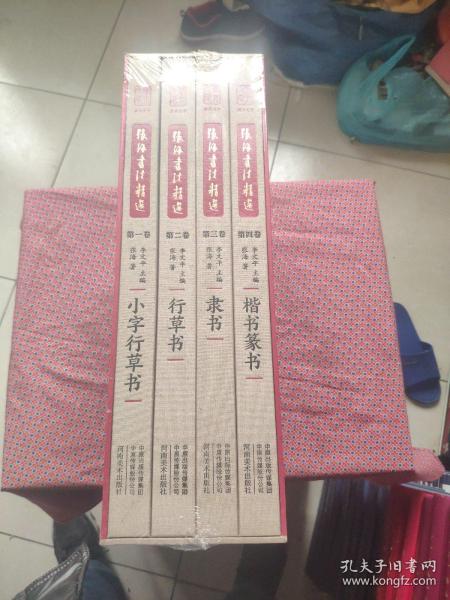 张海书法精选
第一卷
李文平 主编
张海 著
小字行草书
中原出版传媒集团
中原传媒股份公司
河南美术出版社
张海书法精选
第二卷
李文平 主编
张海 著
行草书
中原出版传媒集团
中原传媒股份公司
河南美术出版社
张海书法精选
第三卷
李文平 主编
张海 著
隶书
中原出版传媒集团
中原传媒股份公司
河南美术出版社
张海书法精选
第四卷
李文平 主编
张海 著
楷书篆书
中原出版传媒集团
中原传媒股份公司
河南美术出版社
孔夫子旧书网
www.kongfz.com